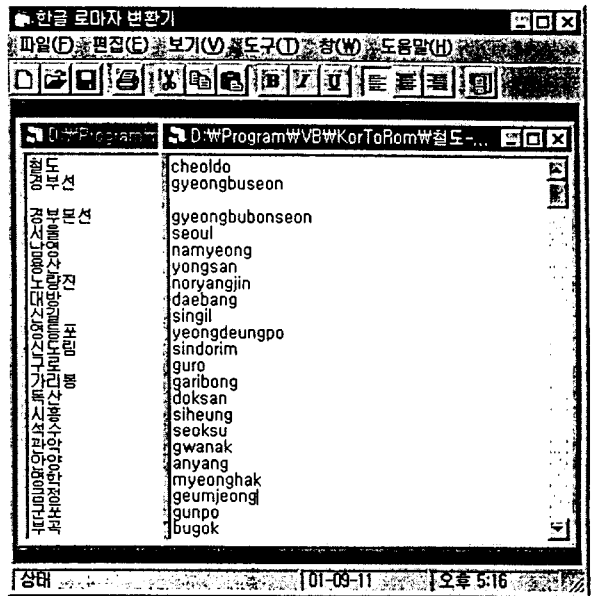 한글 로마자 변환기
파일(F) 편집(E) 보기(V) 도구(T) 창(W) 도움말(H)
D:₩Program₩ D:₩Program₩VB₩KorToRom₩철도-...
철도 cheoldo
경부선 gyeongbuseon
경부본선 gyeongbubonseon
서울 seoul
남영 namyeong
용산 yongsan
노량진 noryangjin
대방 daebang
신길 singil
영등포 yeongdeungpo
신도림 sindorim
구로 guro
가리봉 garibong
독산 doksan
시흥 siheung
석수 seoksu
관악 gwanak
안양 anyang
명학 myeonghak
금정 geumjeong
군포 gunpo
부곡 bugok
상태 01-09-11 오후 5:16